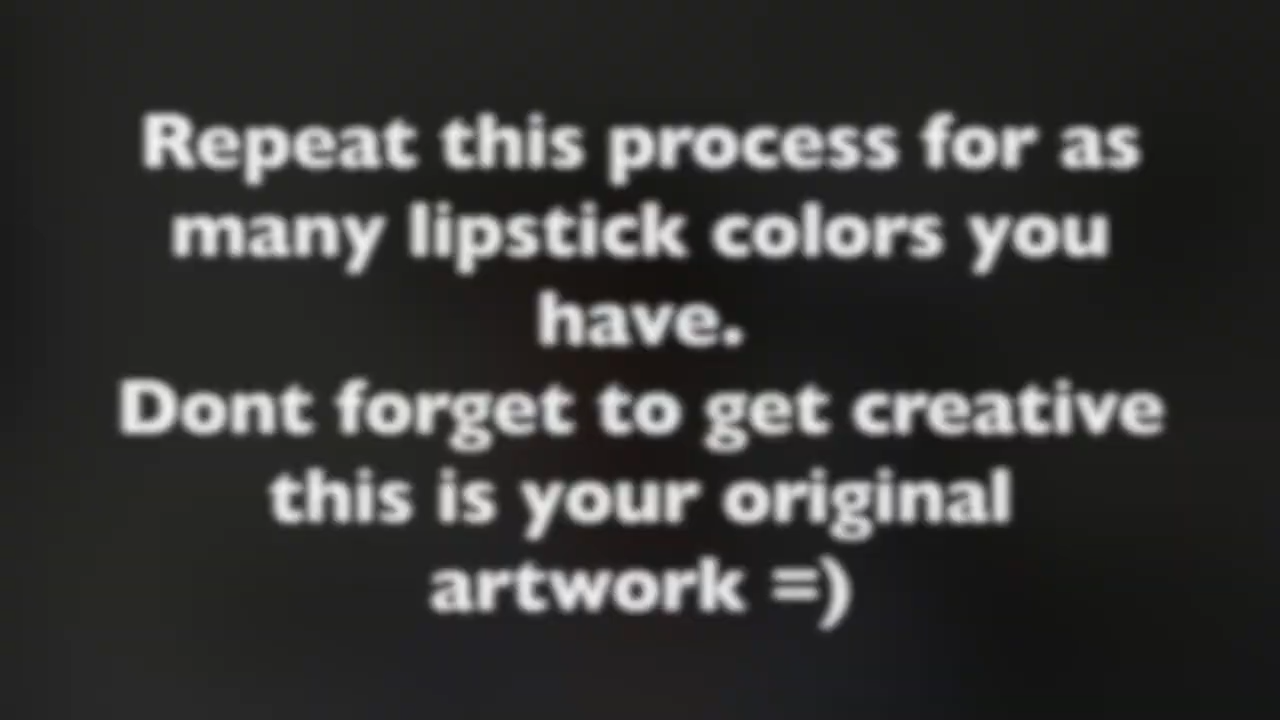 Repeat this process for as
many lipstick colors you
have.
Dont forget to get creative
this is your original
artwork =)